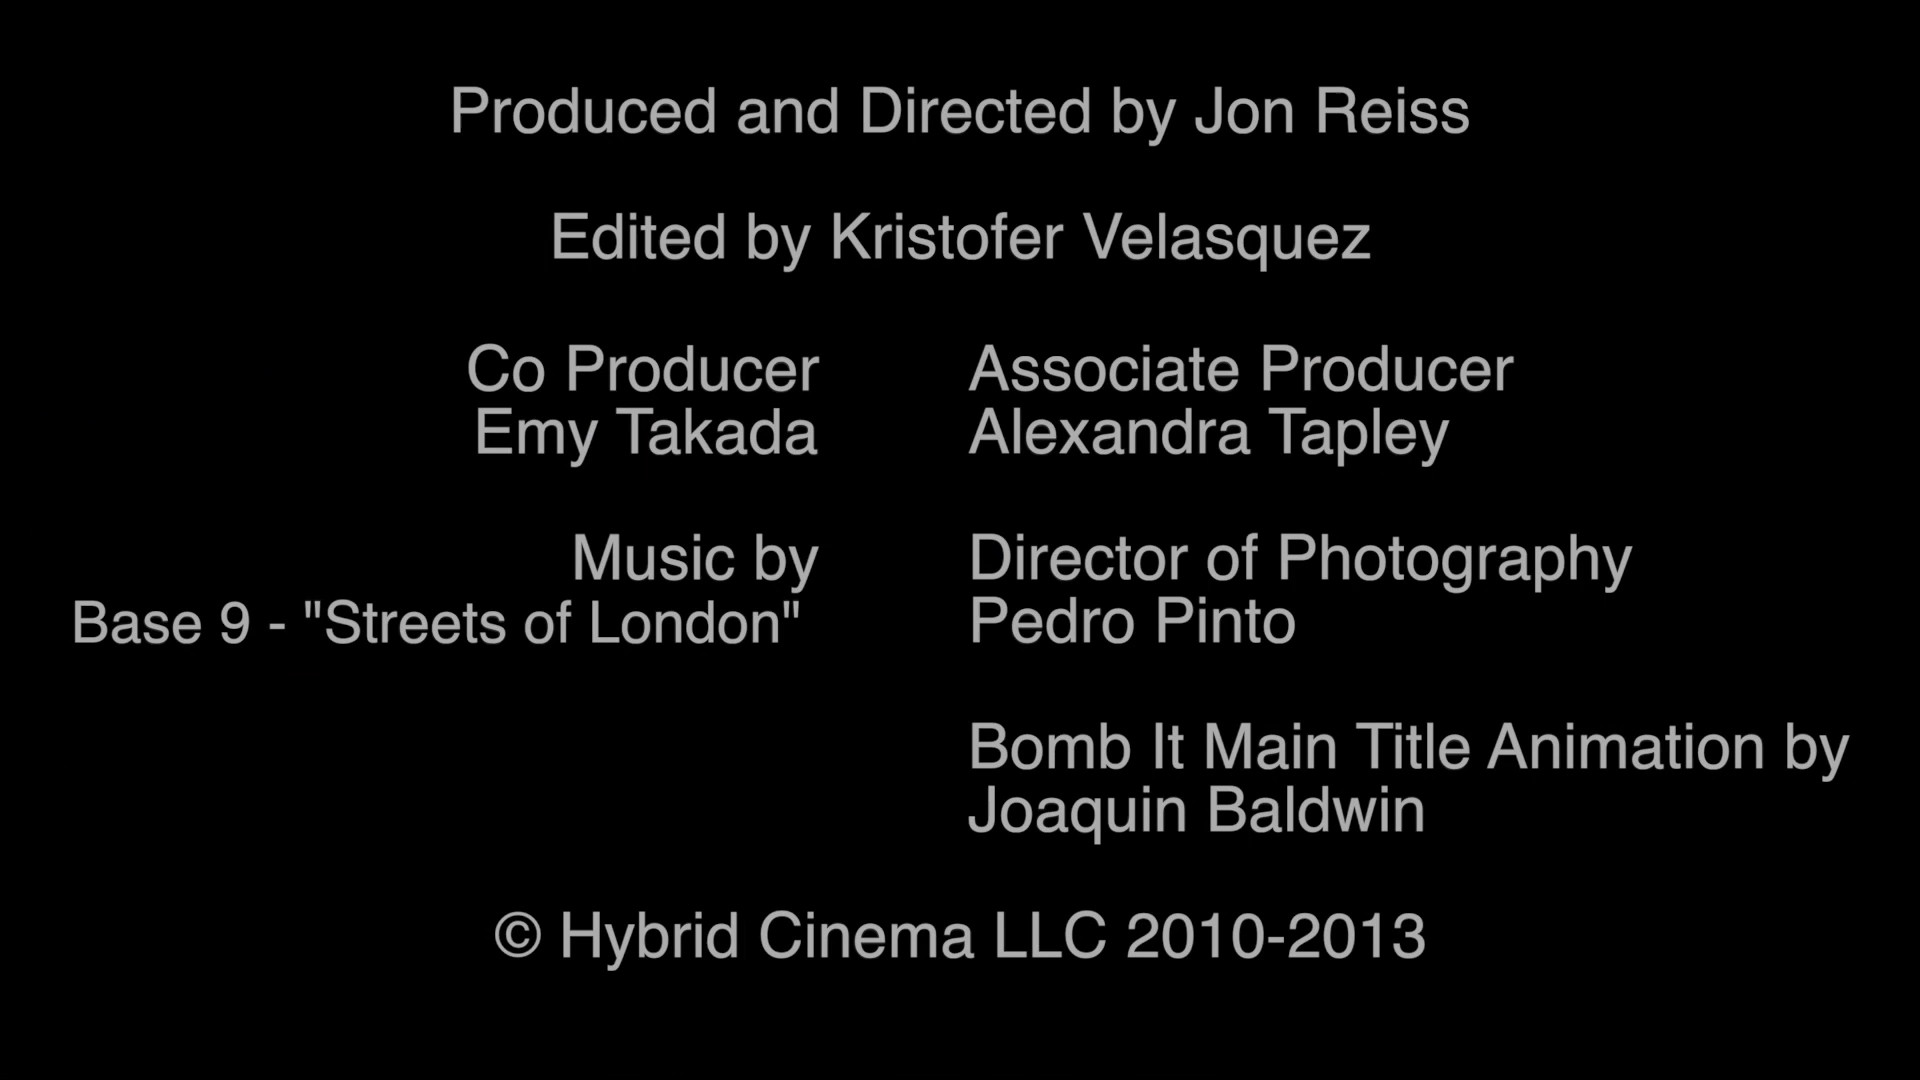 Produced and Directed by Jon Reiss
Edited by Kristofer Velasquez
Co Producer
Emy Takada
Associate Producer
Alexandra Tapley
Music by
Base 9 - "Streets of London"
Director of Photography
Pedro Pinto
Bomb It Main Title Animation by
Joaquin Baldwin
© Hybrid Cinema LLC 2010-2013